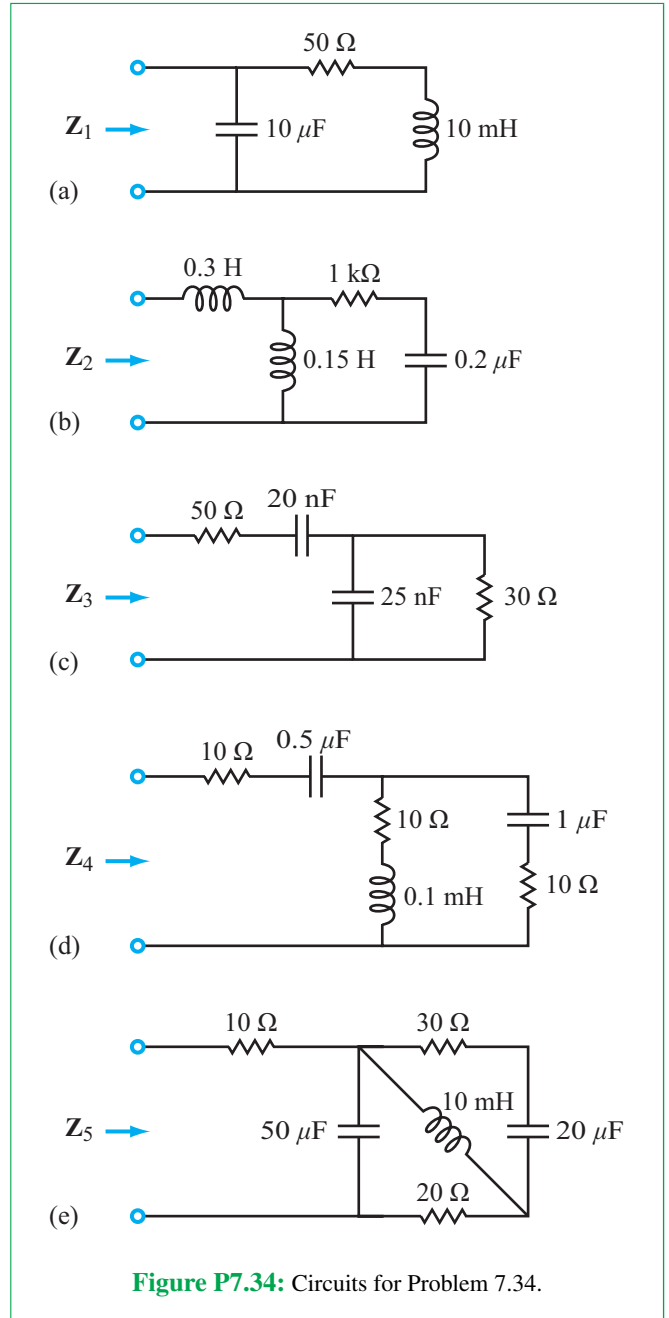 50 Ω
Z1
10 μF
10 mH
(a)
0.3 H
1 kΩ
Z2
0.15 H
0.2 μF
(b)
20 nF
50 Ω
Z3
25 nF
30 Ω
(c)
0.5 μF
10 Ω
10 Ω
1 μF
Z4
0.1 mH
10 Ω
(d)
10 Ω
30 Ω
10 mH
Z5
50 μF
20 μF
20 Ω
(e)
Figure P7.34: Circuits for Problem 7.34.